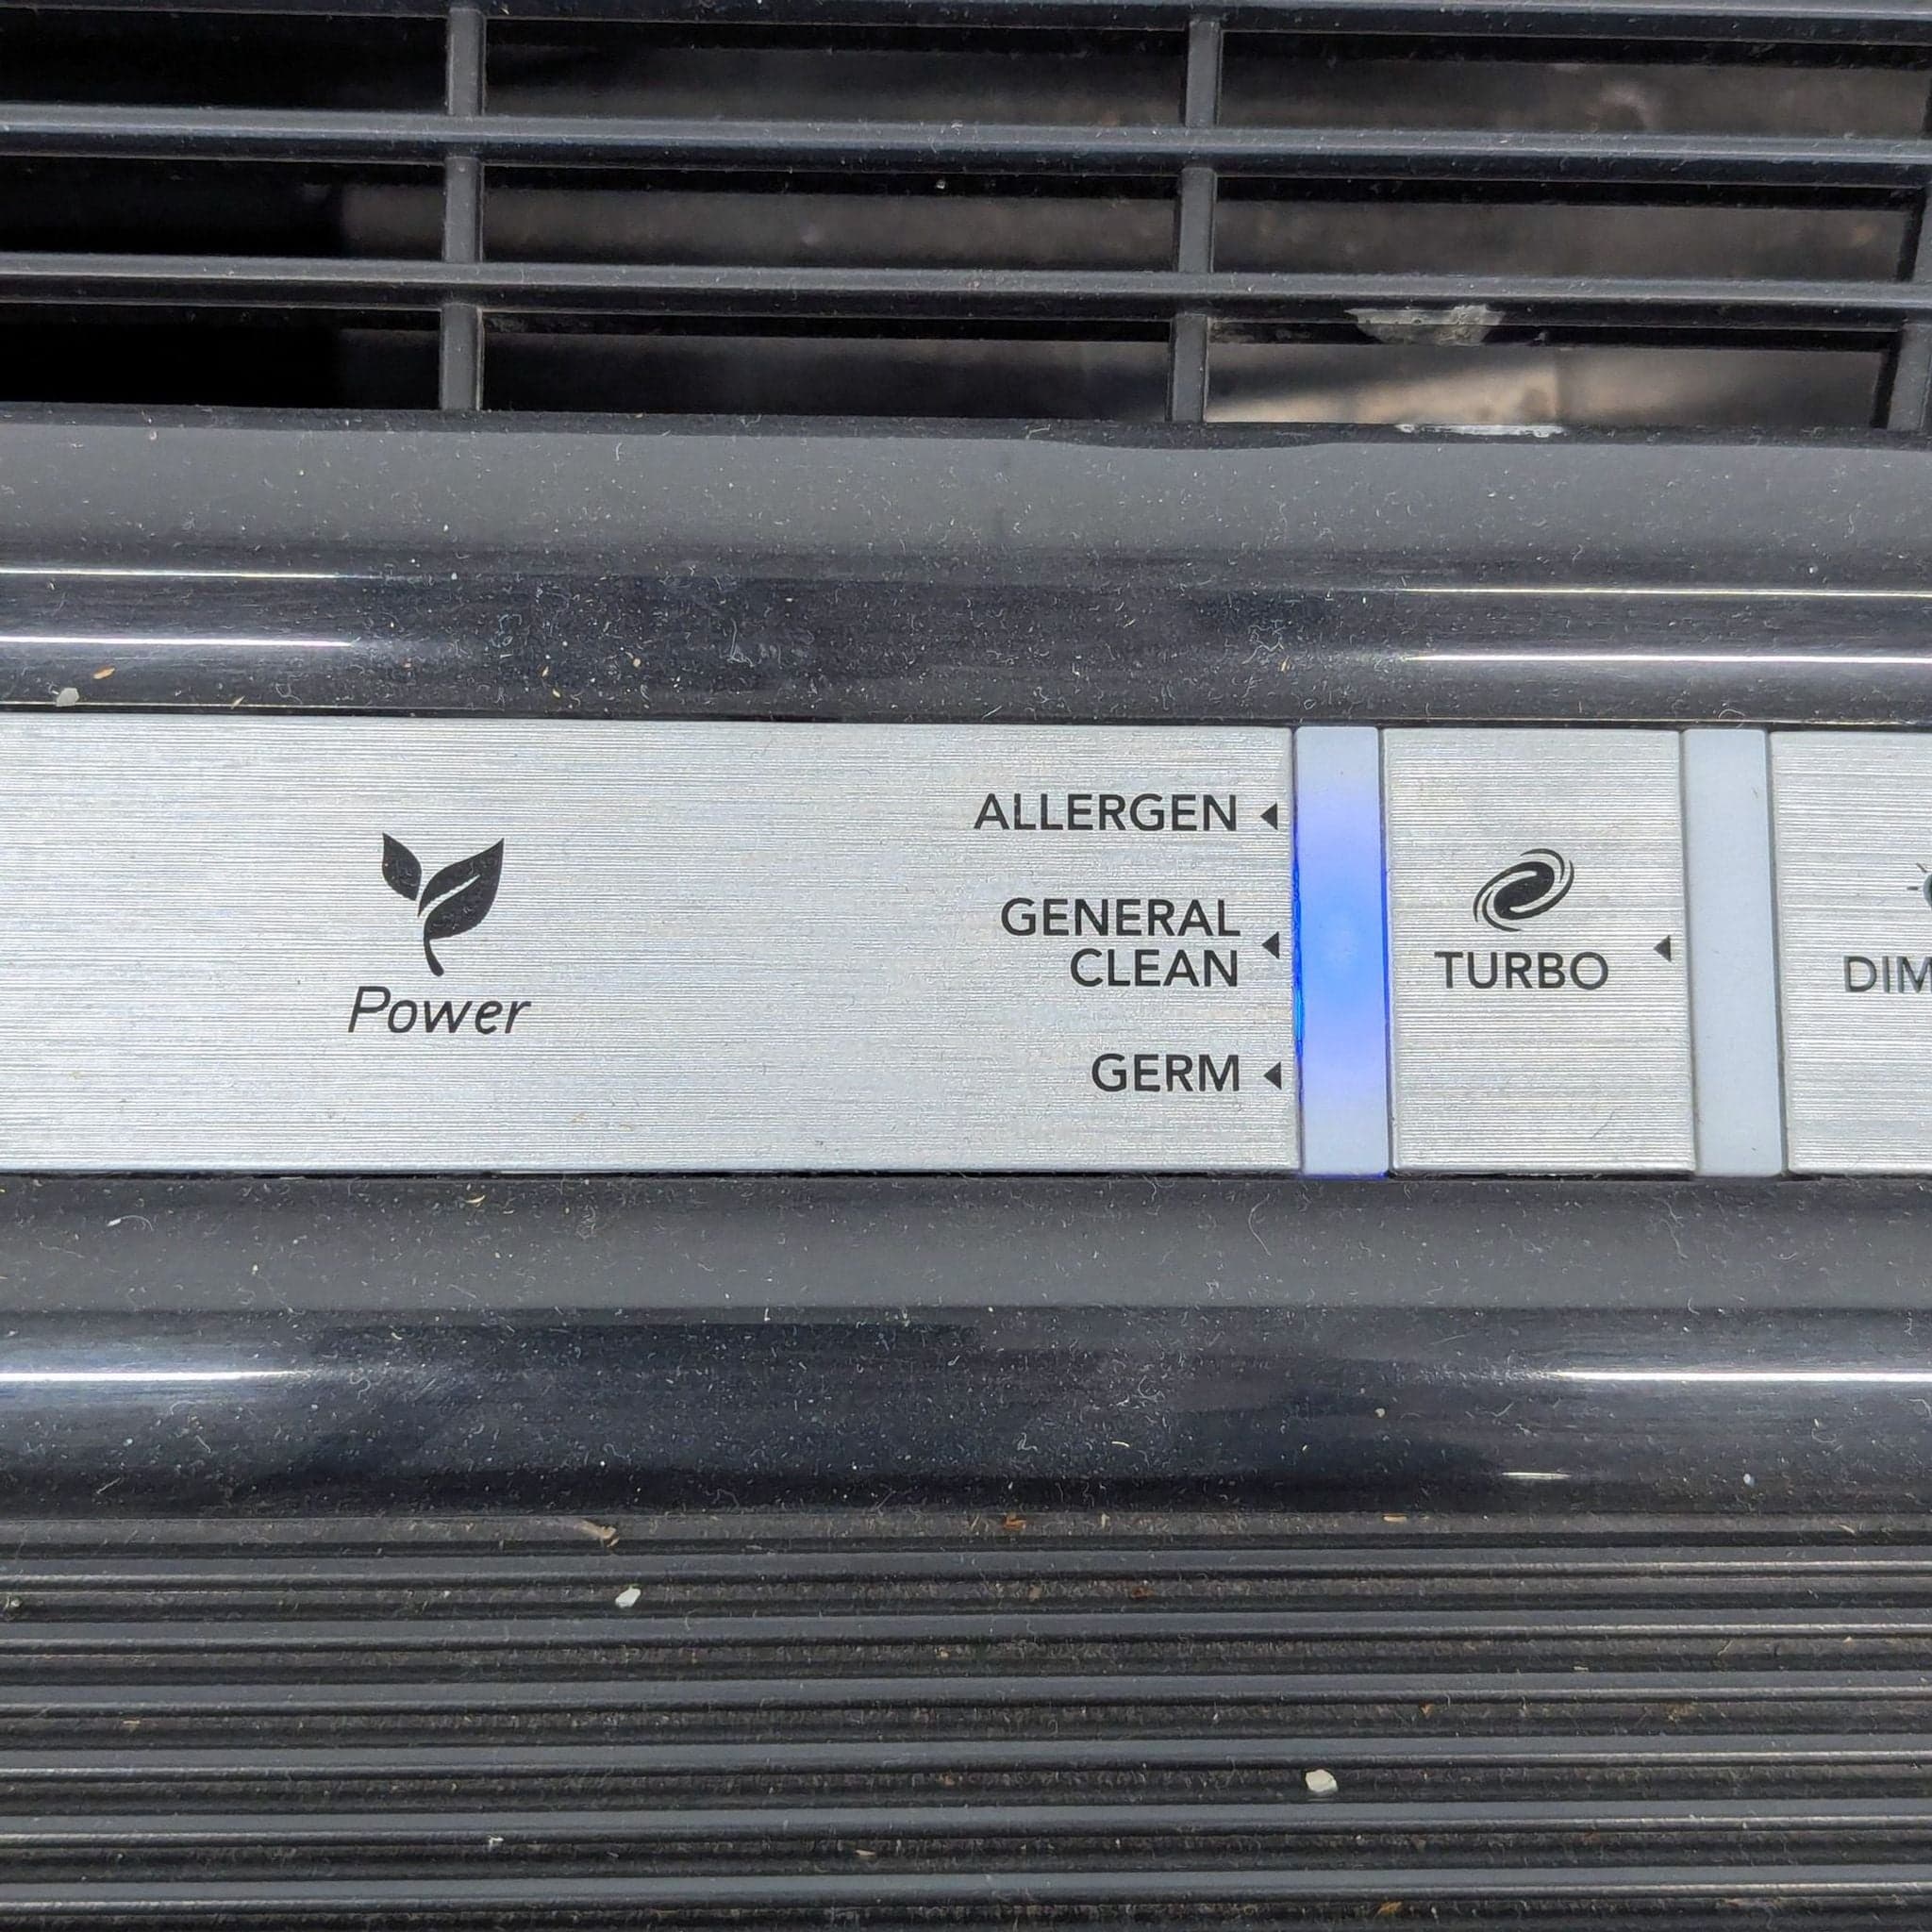 Power
ALLERGEN
GENERAL
CLEAN
GERM
TURBO